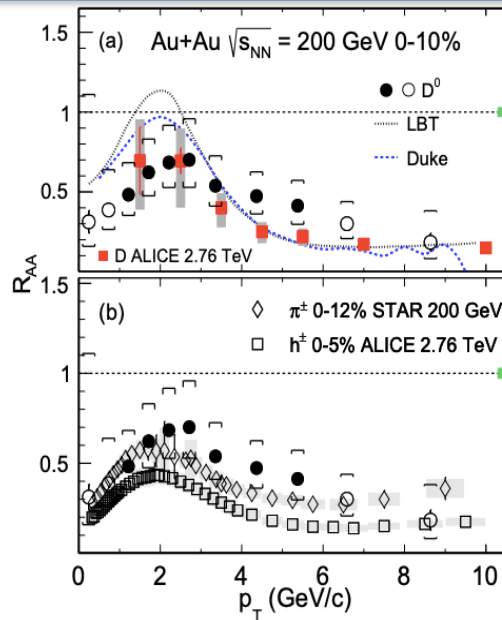 1.5
(a) Au+Au √sNN = 200 GeV 0-10%
D⁰
1
LBT
Duke
0.5
D ALICE 2.76 TeV
R_AA
1.5
(b) π± 0-12% STAR 200 GeV
h± 0-5% ALICE 2.76 TeV
1
0.5
0 2 4 6 8 10
p_T (GeV/c)